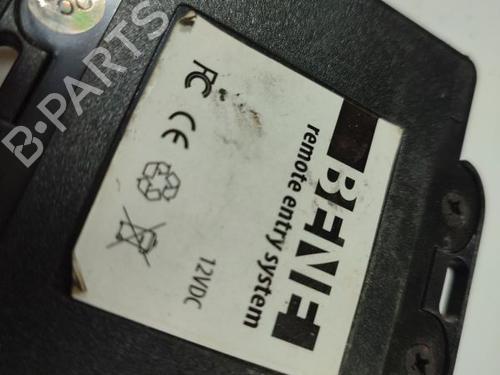 BENE
remote entry system
12VDC
FC CE
B-PARTS